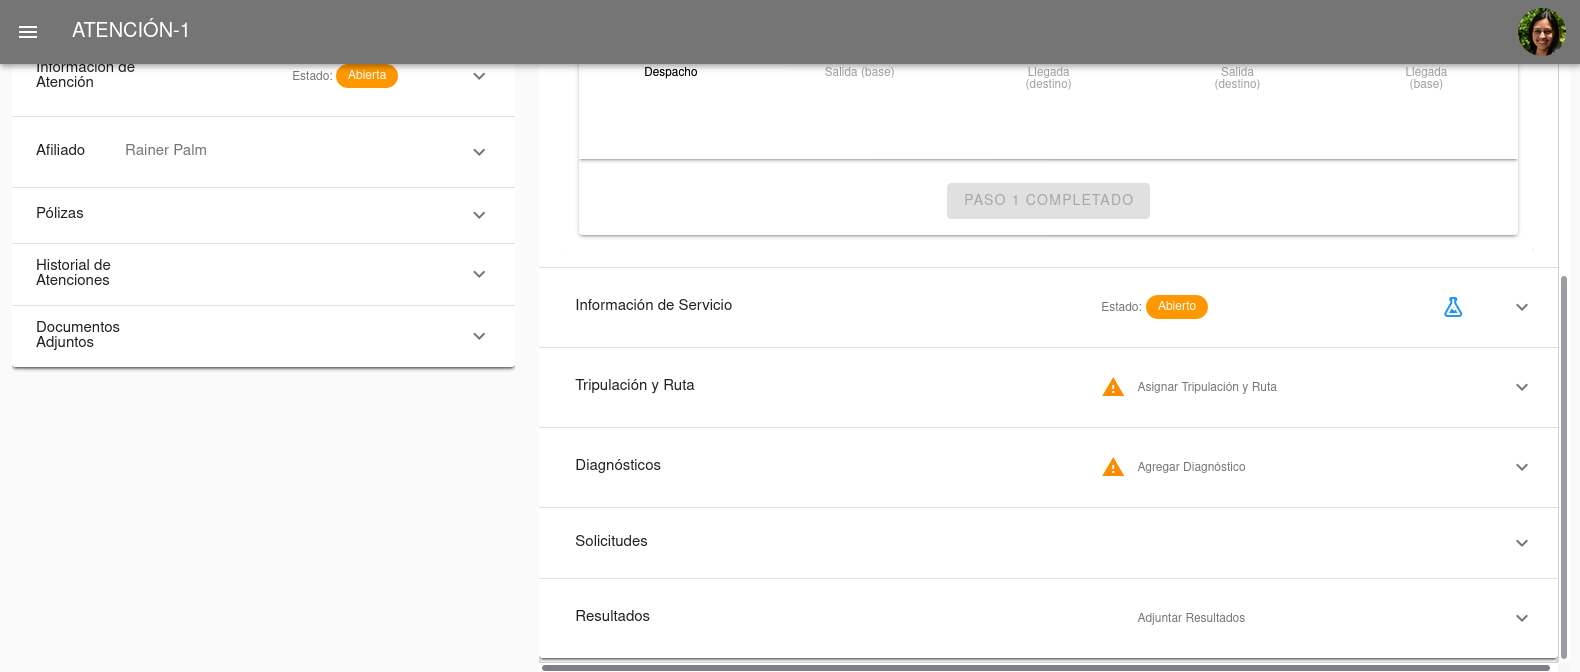 ATENCIÓN-1
Información de
Atención
Estado: Abierta
Afiliado Rainer Palm
Pólizas
Historial de
Atenciones
Documentos
Adjuntos
Despacho
Salida (base)
Llegada
(destino)
Salida
(destino)
Llegada
(base)
PASO 1 COMPLETADO
Información de Servicio Estado: Abierto
Tripulación y Ruta Asignar Tripulación y Ruta
Diagnósticos Agregar Diagnóstico
Solicitudes
Resultados Adjuntar Resultados